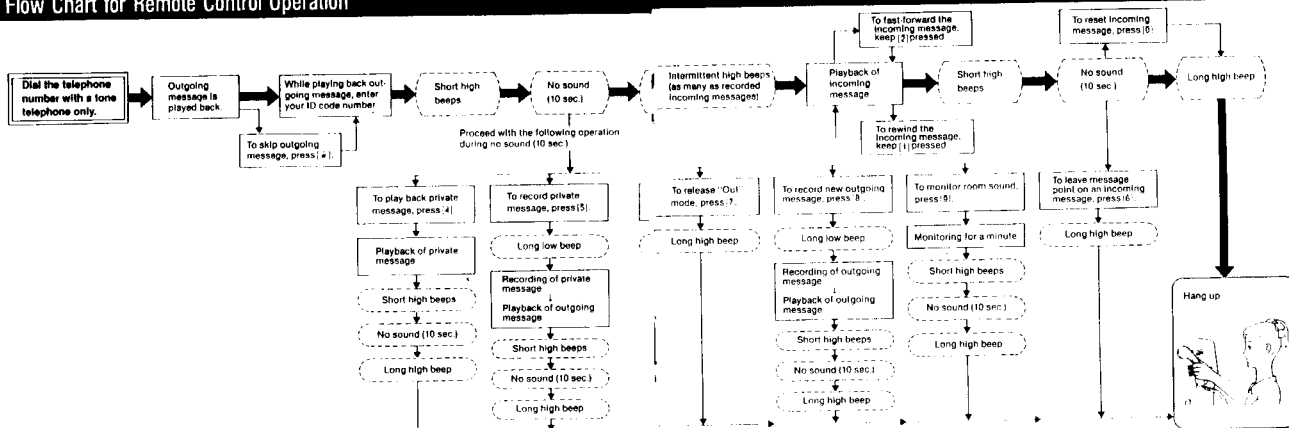 Flow Chart for Remote Control Operation
Dial the telephone
number with a tone
telephone only.
Outgoing
message is
played back.
To skip outgoing
message, press [*].
While playing back out-
going message, enter
your ID code number
Short high
beeps
No sound
(10 sec.)
Proceed with the following operation
during no sound (10 sec.)
Intermittent high beeps
(as many as recorded
incoming messages)
Playback of
incoming
message
To fast-forward the
incoming message,
keep [2] pressed
To rewind the
incoming message,
keep [1] pressed
Short high
beeps
No sound
(10 sec.)
To reset incoming
message, press [0]
Long high beep
To play back private
message, press [4]
Playback of private
message
Short high beeps
No sound (10 sec.)
Long high beep
To record private
message, press [5].
Long low beep
Recording of private
message
Playback of outgoing
message
Short high beeps
No sound (10 sec.)
Long high beep
To release "Out"
mode, press [7].
Long high beep
To record new outgoing
message, press [8].
Long low beep
Recording of outgoing
message
Playback of outgoing
message
Short high beeps
No sound (10 sec.)
Long high beep
To monitor room sound,
press [9].
Monitoring for a minute
Short high beeps
No sound (10 sec.)
Long high beep
To leave message
point on an incoming
message, press [6].
Long high beep
Hang up